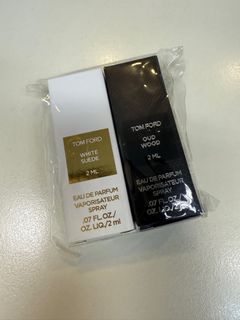 TOM FORD
WHITE
SUEDE
2 ML
EAU DE PARFUM
VAPORISATEUR
SPRAY
.07 FL.OZ./
OZ. LIQ./2 ml
TOM FORD
OUD
WOOD
2 ML
EAU DE PARFUM
VAPORISATEUR
SPRAY
.07 FL.OZ./
OZ. LIQ./2 ml